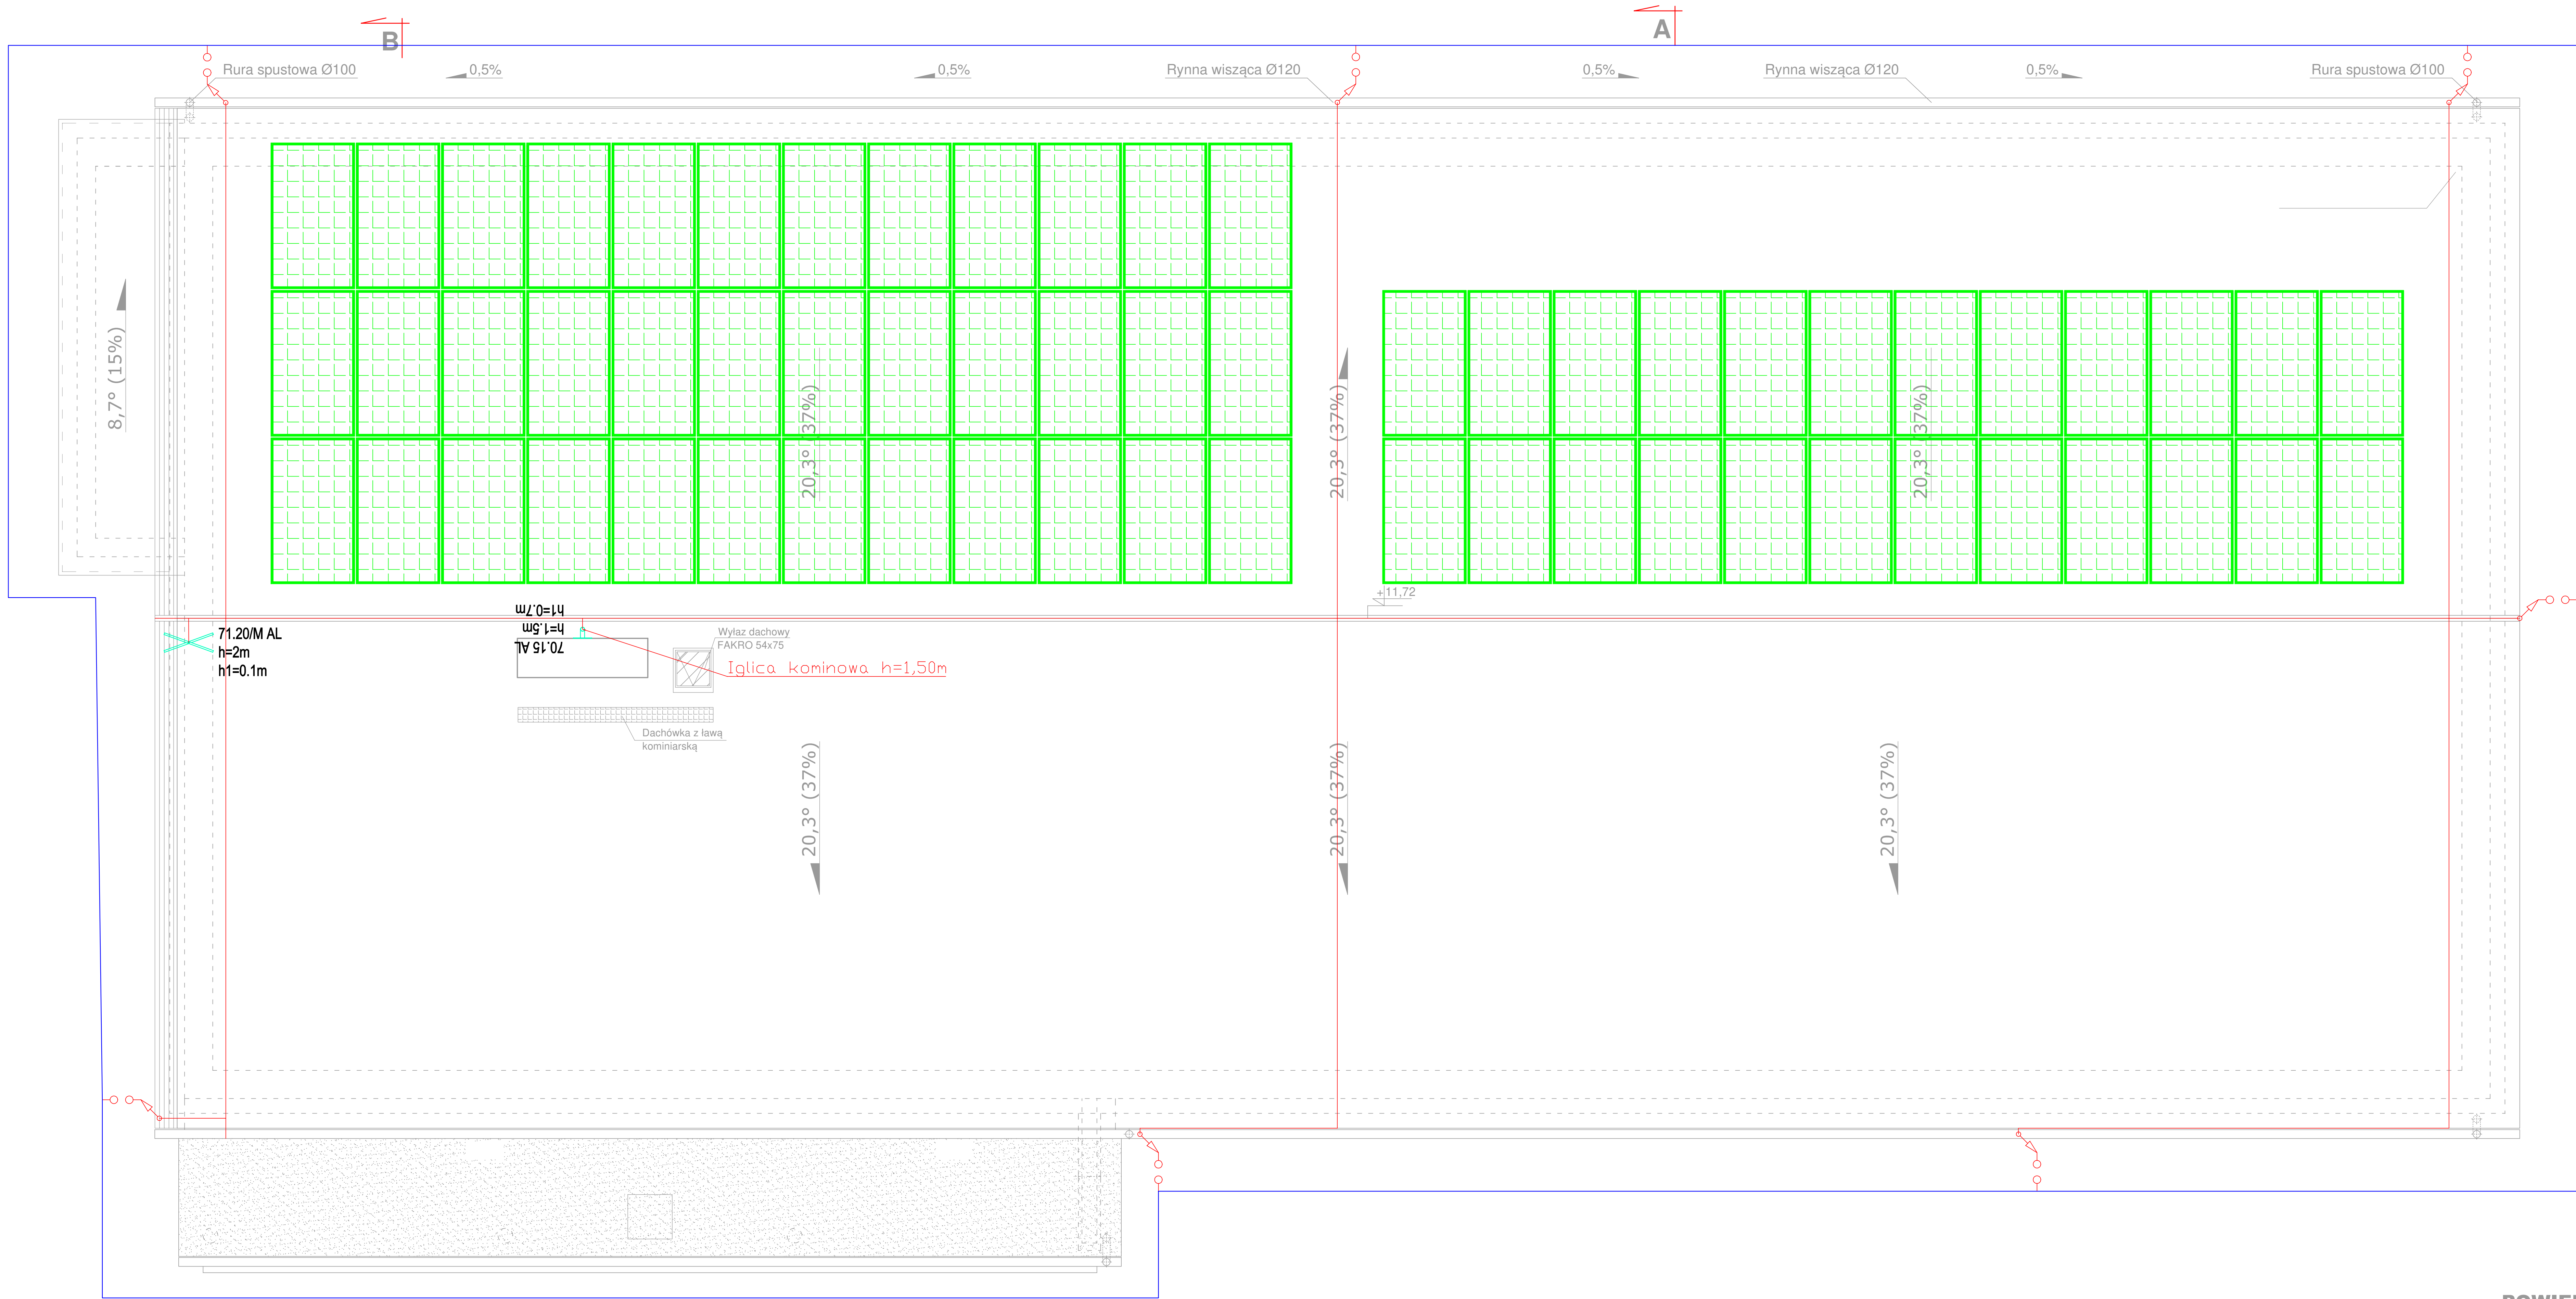 B
A
Rura spustowa Ø100
0,5%
0,5%
Rynna wisząca Ø120
0,5%
Rynna wisząca Ø120
0,5%
Rura spustowa Ø100
8,7° (15%)
20,3° (37%)
20,3° (37%)
20,3° (37%)
+11,72
h1=0.7m
h=1.5m
70.15 AL
71.20/M AL
h=2m
h1=0.1m
Wyłaz dachowy
FAKRO 54x75
Iglica kominowa h=1,50m
Dachówka z ławą
kominiarską
20,3° (37%)
20,3° (37%)
20,3° (37%)